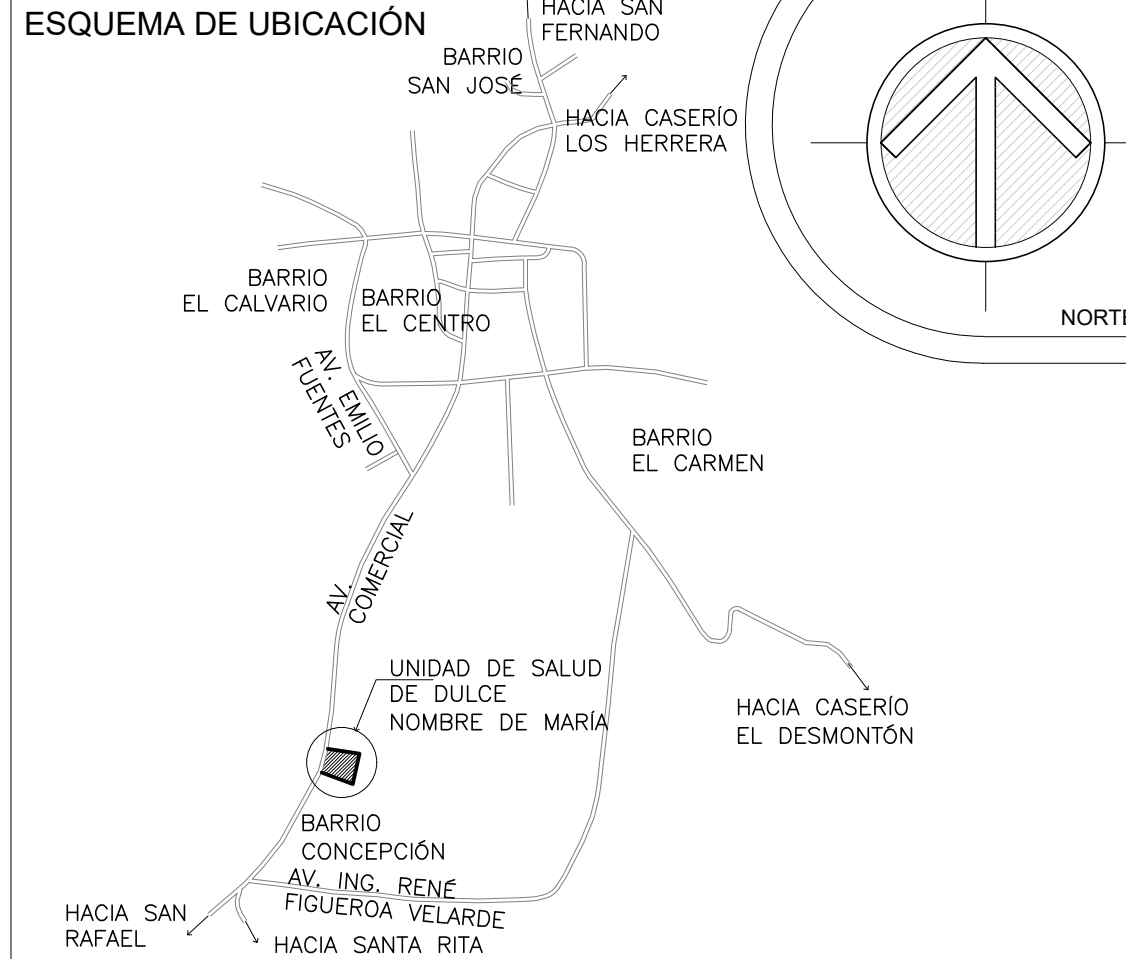 ESQUEMA DE UBICACIÓN
HACIA SAN
FERNANDO
BARRIO
SAN JOSÉ
HACIA CASERÍO
LOS HERRERA
NORTE
BARRIO
EL CALVARIO
BARRIO
EL CENTRO
AV. EMILIO
FUENTES
BARRIO
EL CARMEN
AV.
COMERCIAL
UNIDAD DE SALUD
DE DULCE
NOMBRE DE MARÍA
HACIA CASERÍO
EL DESMONTÓN
BARRIO
CONCEPCIÓN
AV. ING. RENÉ
FIGUEROA VELARDE
HACIA SAN
RAFAEL
HACIA SANTA RITA